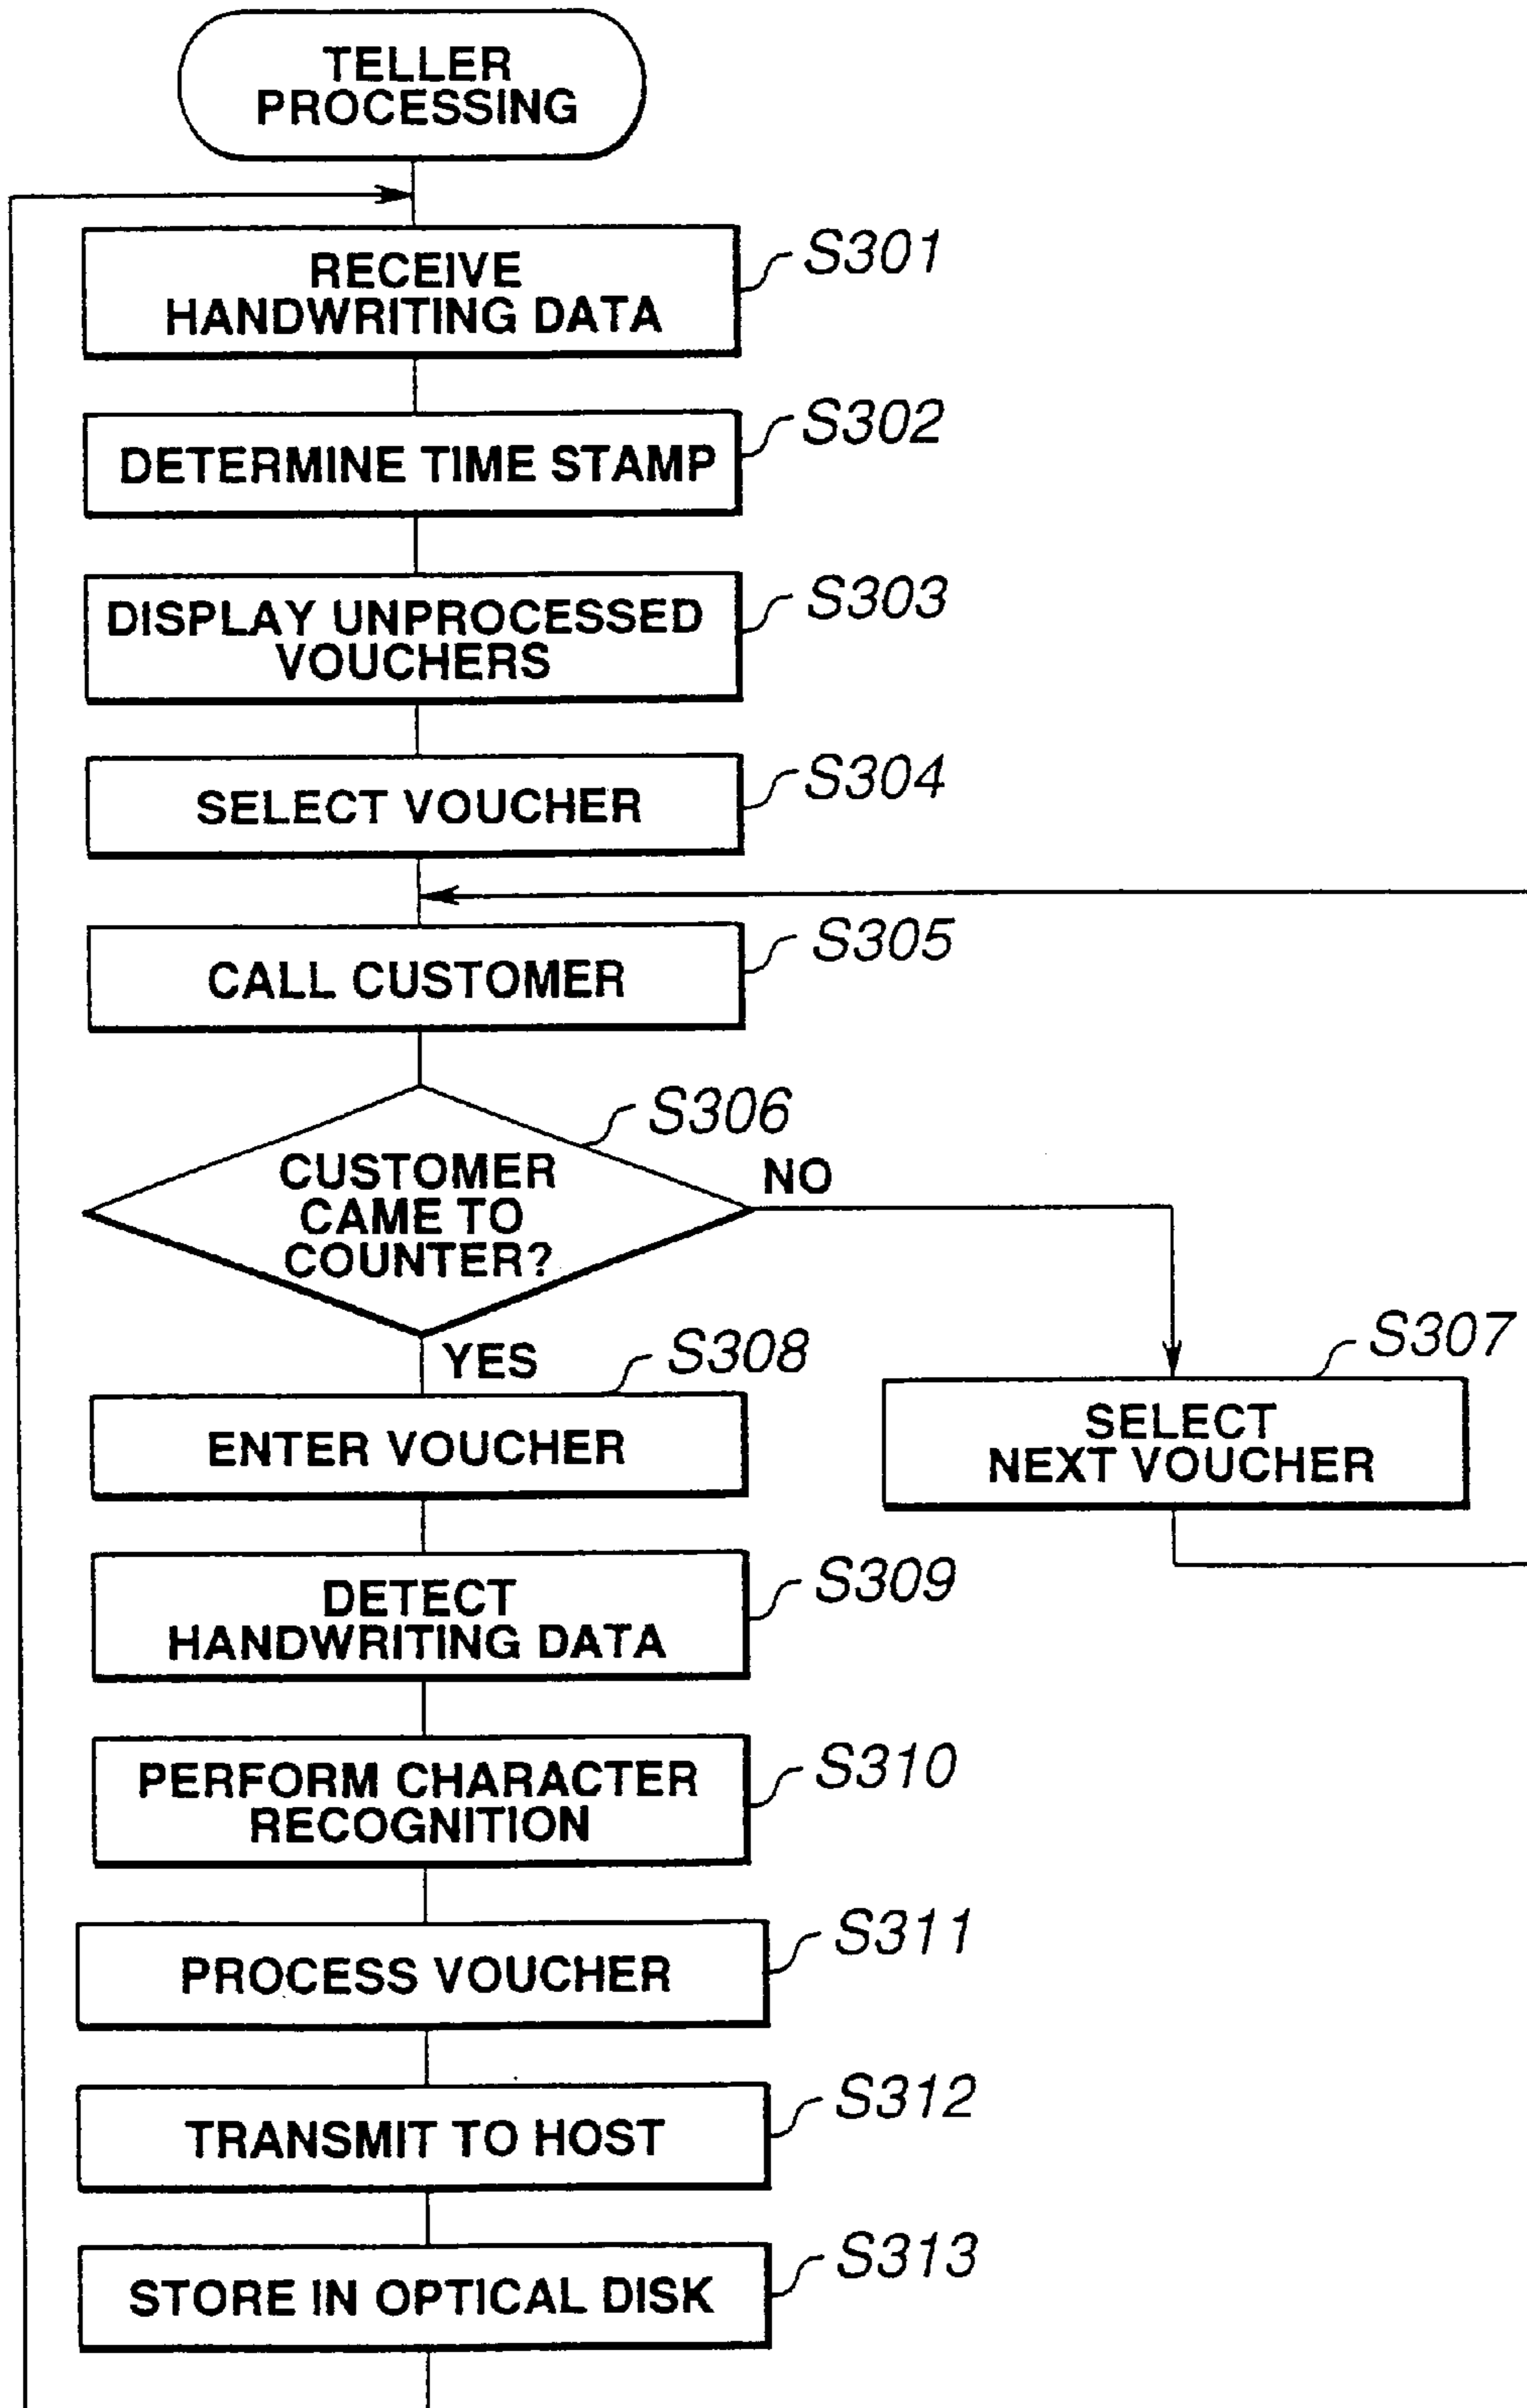 TELLER
PROCESSING
RECEIVE
HANDWRITING DATA
S301
DETERMINE TIME STAMP
S302
DISPLAY UNPROCESSED
VOUCHERS
S303
SELECT VOUCHER
S304
CALL CUSTOMER
S305
CUSTOMER
CAME TO
COUNTER?
S306
NO
SELECT
NEXT VOUCHER
S307
YES
ENTER VOUCHER
S308
DETECT
HANDWRITING DATA
S309
PERFORM CHARACTER
RECOGNITION
S310
PROCESS VOUCHER
S311
TRANSMIT TO HOST
S312
STORE IN OPTICAL DISK
S313